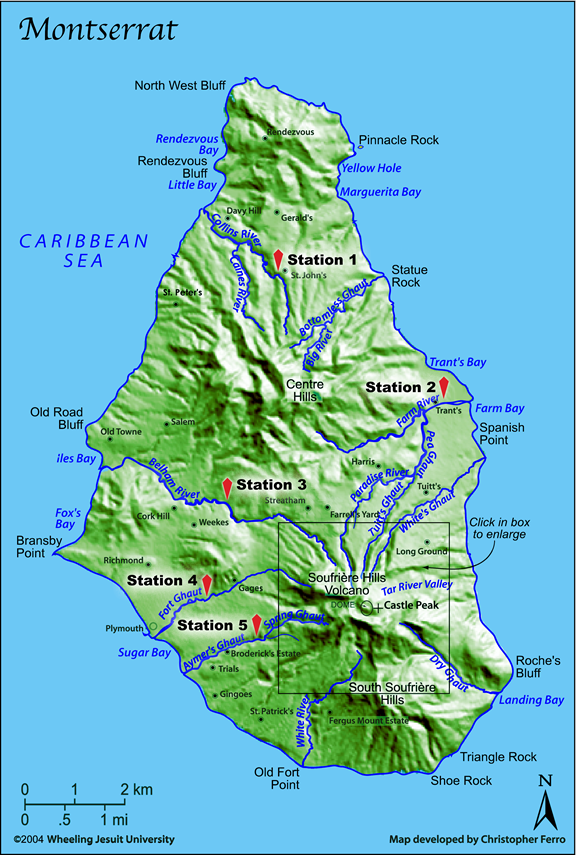 Montserrat
North West Bluff
Rendezvous
Rendezvous
Bay
Pinnacle Rock
Rendezvous
Bluff
Yellow Hole
Little Bay
Marguerita Bay
Davy Hill
Gerald's
Collins River
CARIBBEAN
SEA
Station 1
St. John's
Caines River
Statue
Rock
St. Peter's
Bottomless Ghaut
Big River
Trant's Bay
Centre
Hills
Station 2
Farm River
Trant's
Farm Bay
Old Road
Bluff
Salem
Old Towne
Spanish
Point
Pea Ghaut
iles Bay
Belham River
Harris
Paradise River
Station 3
Tuitt's
Tuitt's Ghaut
White's Ghaut
Streatham
Farrell's Yard
Fox's
Bay
Cork Hill
Weekes
Click in box
to enlarge
Bransby
Point
Long Ground
Richmond
Station 4
Gages
Soufrière Hills
Volcano
Tar River Valley
Fort Ghaut
DOME
Castle Peak
Plymouth
Station 5
Spring Ghaut
Sugar Bay
Aymer's Ghaut
Broderick's Estate
Trials
Dry Ghaut
Roche's
Bluff
Landing Bay
Gingoes
South Soufrière
Hills
St. Patrick's
White River
Fergus Mount Estate
Triangle Rock
Old Fort
Point
Shoe Rock
N
0 1 2 km
0 .5 1 mi
©2004 Wheeling Jesuit University
Map developed by Christopher Ferro